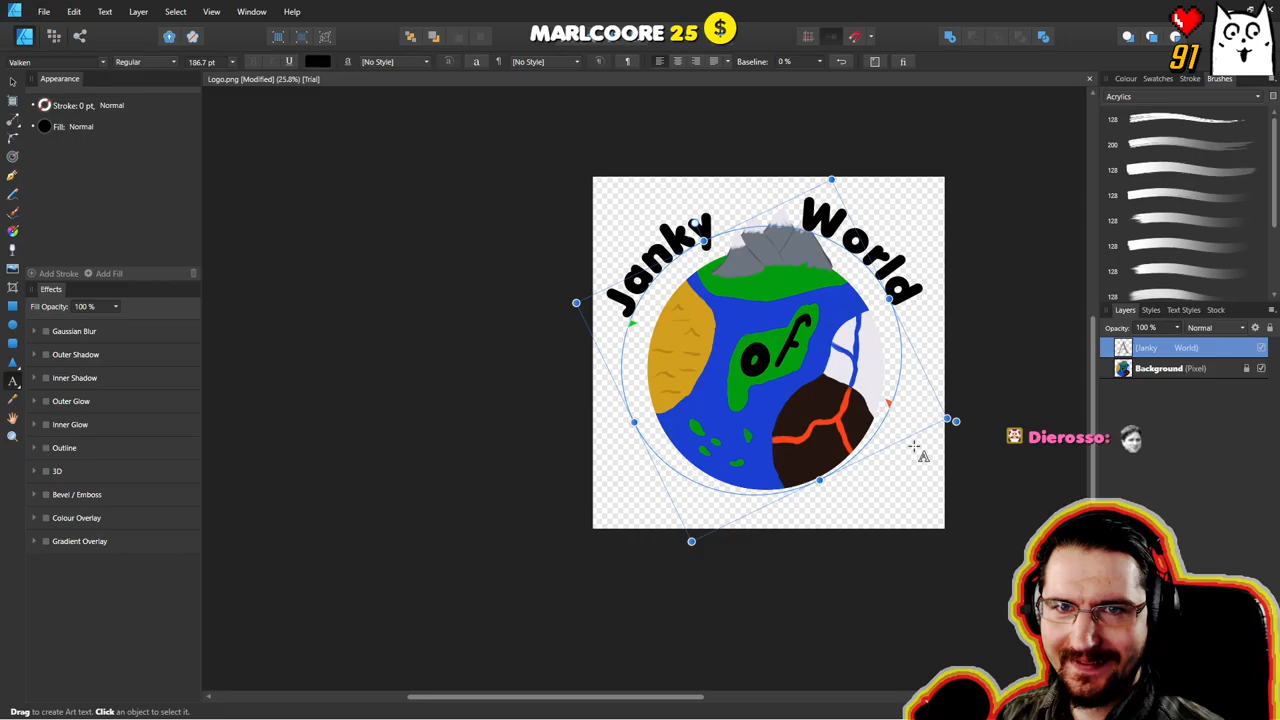 File Edit Text Layer Select View Window Help
MARLCOORE 25 $
91
Valken Regular 186.7 pt U [No Style] a [No Style] Baseline: 0 % fi
Appearance
Logo.png [Modified] (25.8%) [Trial]
Colour Swatches Stroke Brushes
Stroke: 0 pt, Normal
Fill: Normal
Acrylics
128
200
128
128
128
128
128
Janky World
of
Add Stroke Add Fill
Effects
Fill Opacity: 100 %
Gaussian Blur
Outer Shadow
Inner Shadow
Outer Glow
Inner Glow
Outline
3D
Bevel/Emboss
Colour Overlay
Gradient Overlay
Layers Styles Text Styles Stock
Opacity: 100 % Normal
(Janky World)
Background (Pixel)
Dierosso:
Drag to create Art text. Click an object to select it.